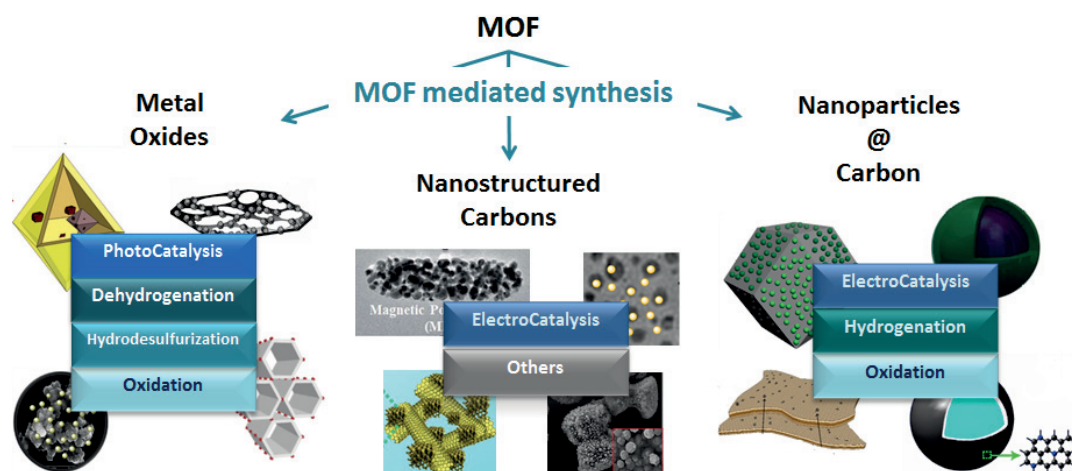 MOF
MOF mediated synthesis
Metal
Oxides
PhotoCatalysis
Dehydrogenation
Hydrodesulfurization
Oxidation
Nanostructured
Carbons
Magnetic
ElectroCatalysis
Others
Nanoparticles
@
Carbon
ElectroCatalysis
Hydrogenation
Oxidation